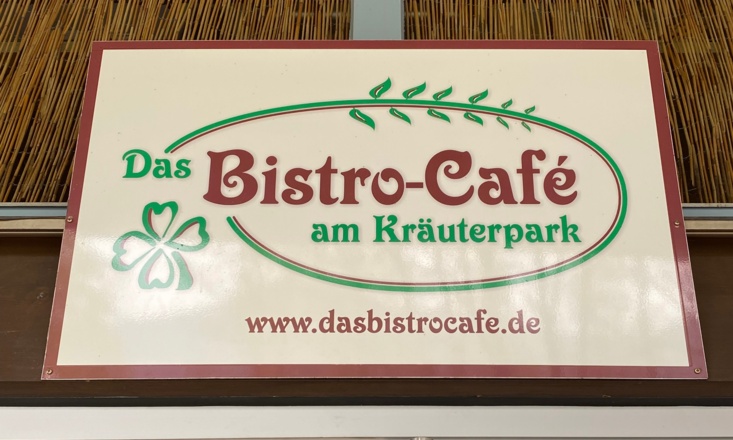 Das Bistro-Café
am Kräuterpark
www.dasbistrocafe.de